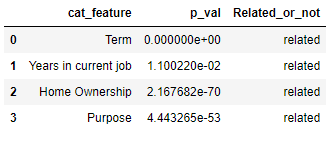 cat_feature p_val Related_or_not
0 Term 0.000000e+00 related
1 Years in current job 1.100220e-02 related
2 Home Ownership 2.167682e-70 related
3 Purpose 4.443265e-53 related